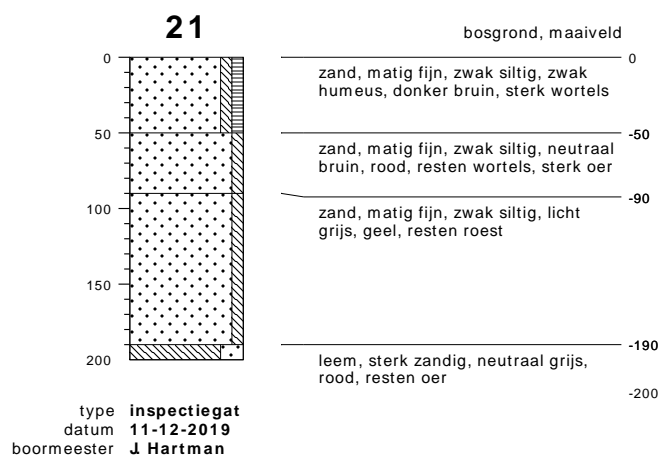 21
bosgrond, maaiveld
0
50
100
150
200
0
zand, matig fijn, zwak siltig, zwak
humeus, donker bruin, sterk wortels
-50
zand, matig fijn, zwak siltig, neutraal
bruin, rood, resten wortels, sterk oer
-90
zand, matig fijn, zwak siltig, licht
grijs, geel, resten roest
-190
leem, sterk zandig, neutraal grijs,
rood, resten oer
-200
type inspectiegat
datum 11-12-2019
boormeester J. Hartman